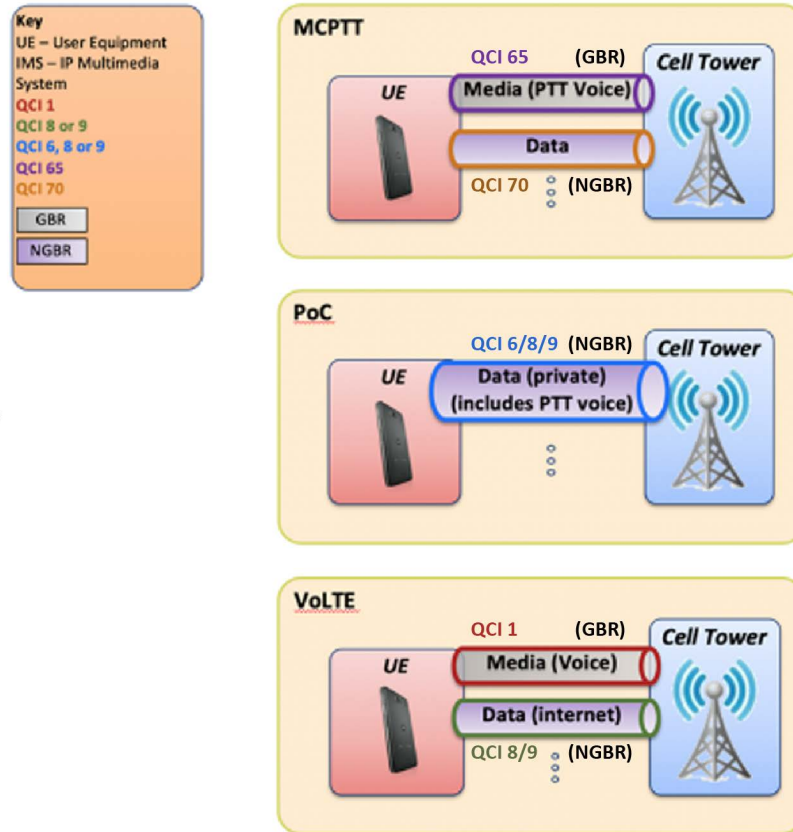 Key
UE – User Equipment
IMS – IP Multimedia
System
QCI 1
QCI 8 or 9
QCI 6, 8 or 9
QCI 65
QCI 70
GBR
NGBR
MCPTT
QCI 65 (GBR)
Cell Tower
UE
Media (PTT Voice)
Data
QCI 70 (NGBR)
PoC
QCI 6/8/9 (NGBR)
Cell Tower
UE
Data (private)
(includes PTT voice)
VoLTE
QCI 1 (GBR)
Cell Tower
UE
Media (Voice)
Data (internet)
QCI 8/9 (NGBR)